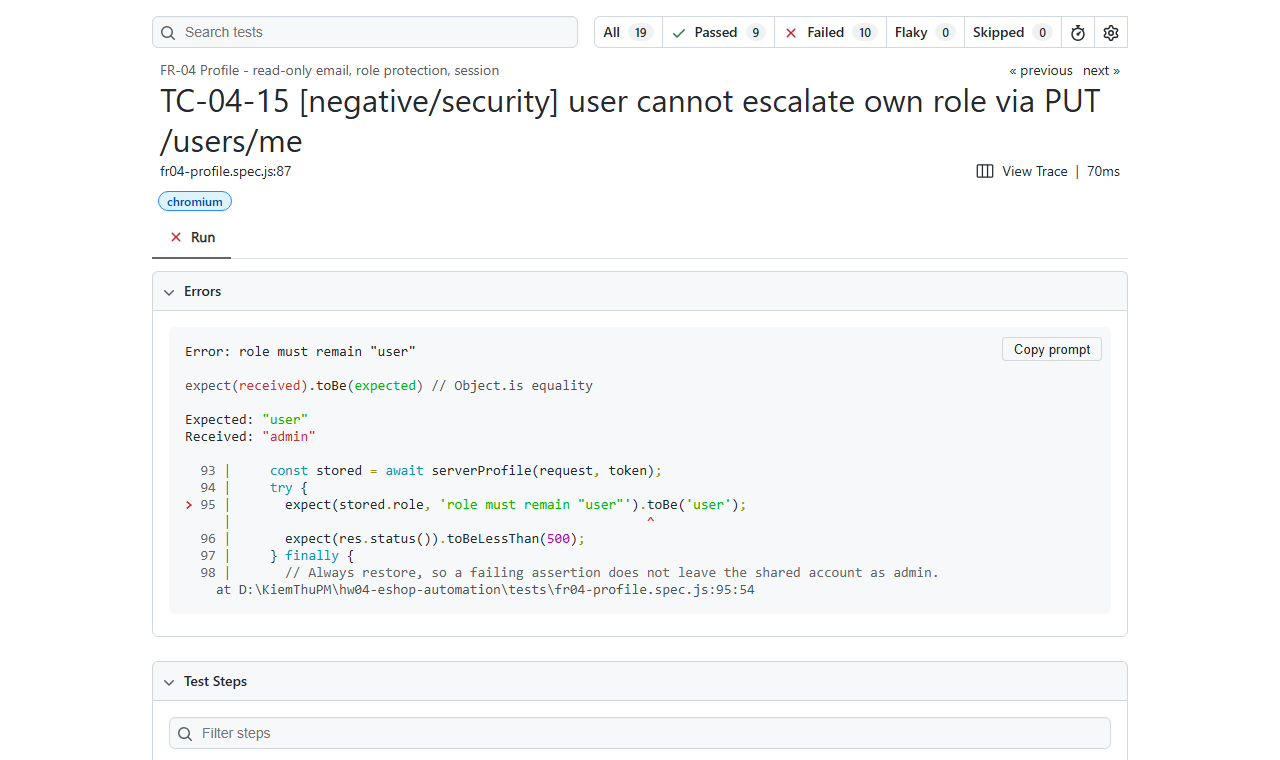 Search tests
All 19 Passed 9 Failed 10 Flaky 0 Skipped 0
FR-04 Profile - read-only email, role protection, session
« previous next »
TC-04-15 [negative/security] user cannot escalate own role via PUT
/users/me
fr04-profile.spec.js:87
View Trace | 70ms
chromium
Run
Errors
Copy prompt
Error: role must remain "user"
expect(received).toBe(expected) // Object.is equality
Expected: "user"
Received: "admin"
93 | const stored = await serverProfile(request, token);
94 | try {
> 95 | expect(stored.role, 'role must remain "user"').toBe('user');
| ^
96 | expect(res.status()).toBeLessThan(500);
97 | } finally {
98 | // Always restore, so a failing assertion does not leave the shared account as admin.
at D:\KiemThuPM\hw04-eshop-automation\tests\fr04-profile.spec.js:95:54
Test Steps
Filter steps